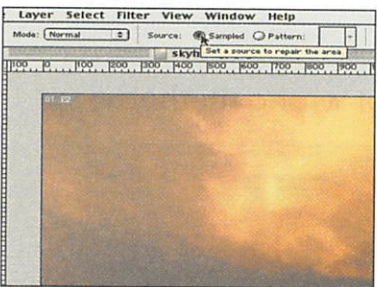 Layer Select Filter View Window Help
Mode: Normal Source: Sampled Pattern:
Set a source to repair the area
100 0 100 200 300 400 500 600 700 800 900
01